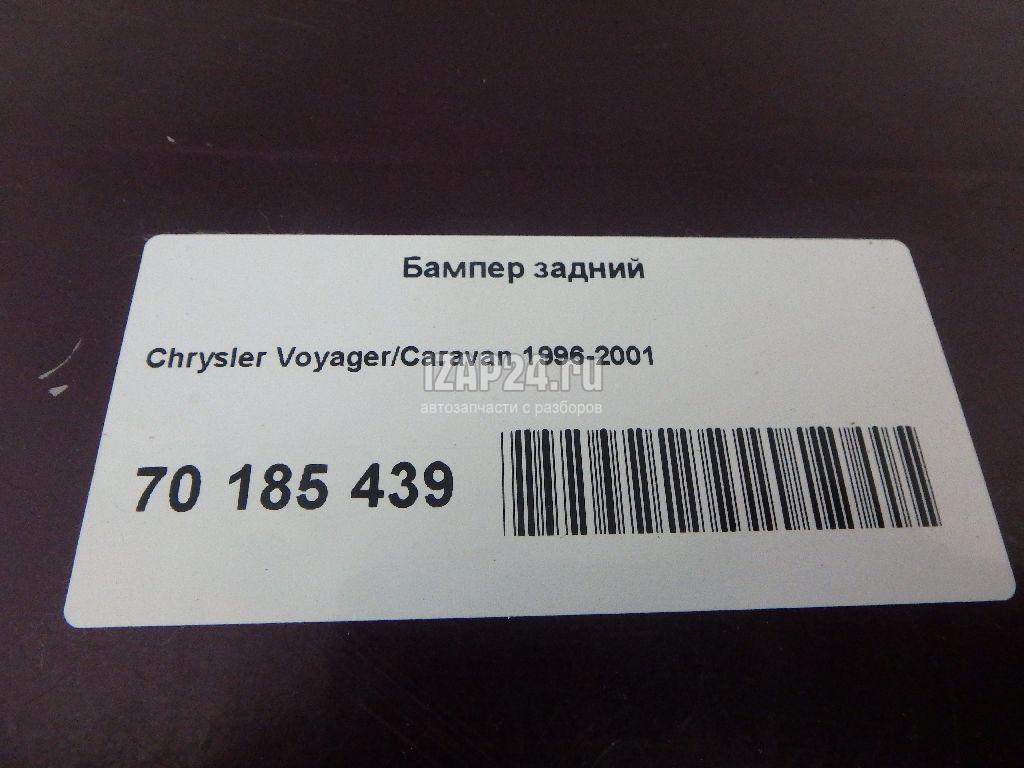 Бампер задний
Chrysler Voyager/Caravan 1996-2001
IZAP24.ru
автозапчасти с разборов
70 185 439